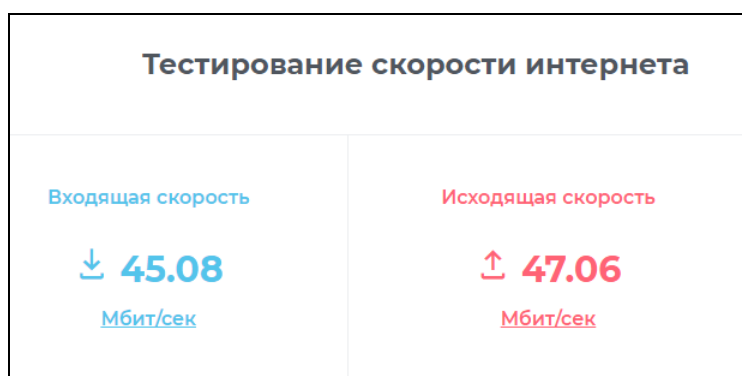 Тестирование скорости интернета
Входящая скорость
Исходящая скорость
45.08
47.06
Мбит/сек
Мбит/сек